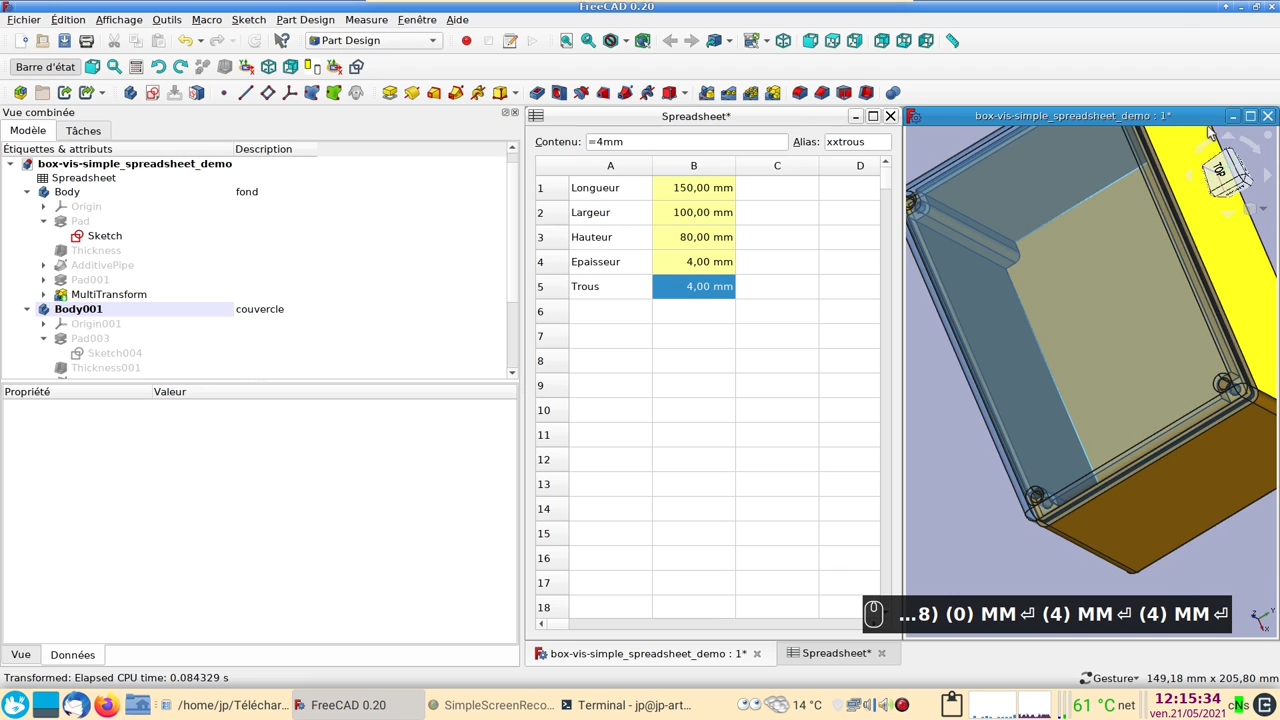 FreeCAD 0.20
Fichier Édition Affichage Outils Macro Sketch Part Design Measure Fenêtre Aide
Part Design
Barre d'état
Vue combinée
Modèle Tâches
Étiquettes & attributs Description
box-vis-simple_spreadsheet_demo
Spreadsheet
Body fond
Origin
Pad
Sketch
Thickness
AdditivePipe
Pad001
MultiTransform
Body001 couvercle
Origin001
Pad003
Sketch004
Thickness001
Propriété Valeur
Vue Données
Spreadsheet*
Contenu: =4mm Alias: xxtrous
A B C D
1 Longueur 150,00 mm
2 Largeur 100,00 mm
3 Hauteur 80,00 mm
4 Epaisseur 4,00 mm
5 Trous 4,00 mm
6
7
8
9
10
11
12
13
14
15
16
17
18
box-vis-simple_spreadsheet_demo : 1*
TOP
...8) (0) MM⏎ (4) MM⏎ (4) MM⏎
box-vis-simple_spreadsheet_demo : 1* Spreadsheet*
Transformed: Elapsed CPU time: 0.084329 s
Gesture 149,18 mm x 205,80 mm
/home/jp/Téléchar FreeCAD 0.20 SimpleScreenReco Terminal - jp@jp-art 14 °C 61 °C net
12:15:34
ven.21/05/2021
cNs